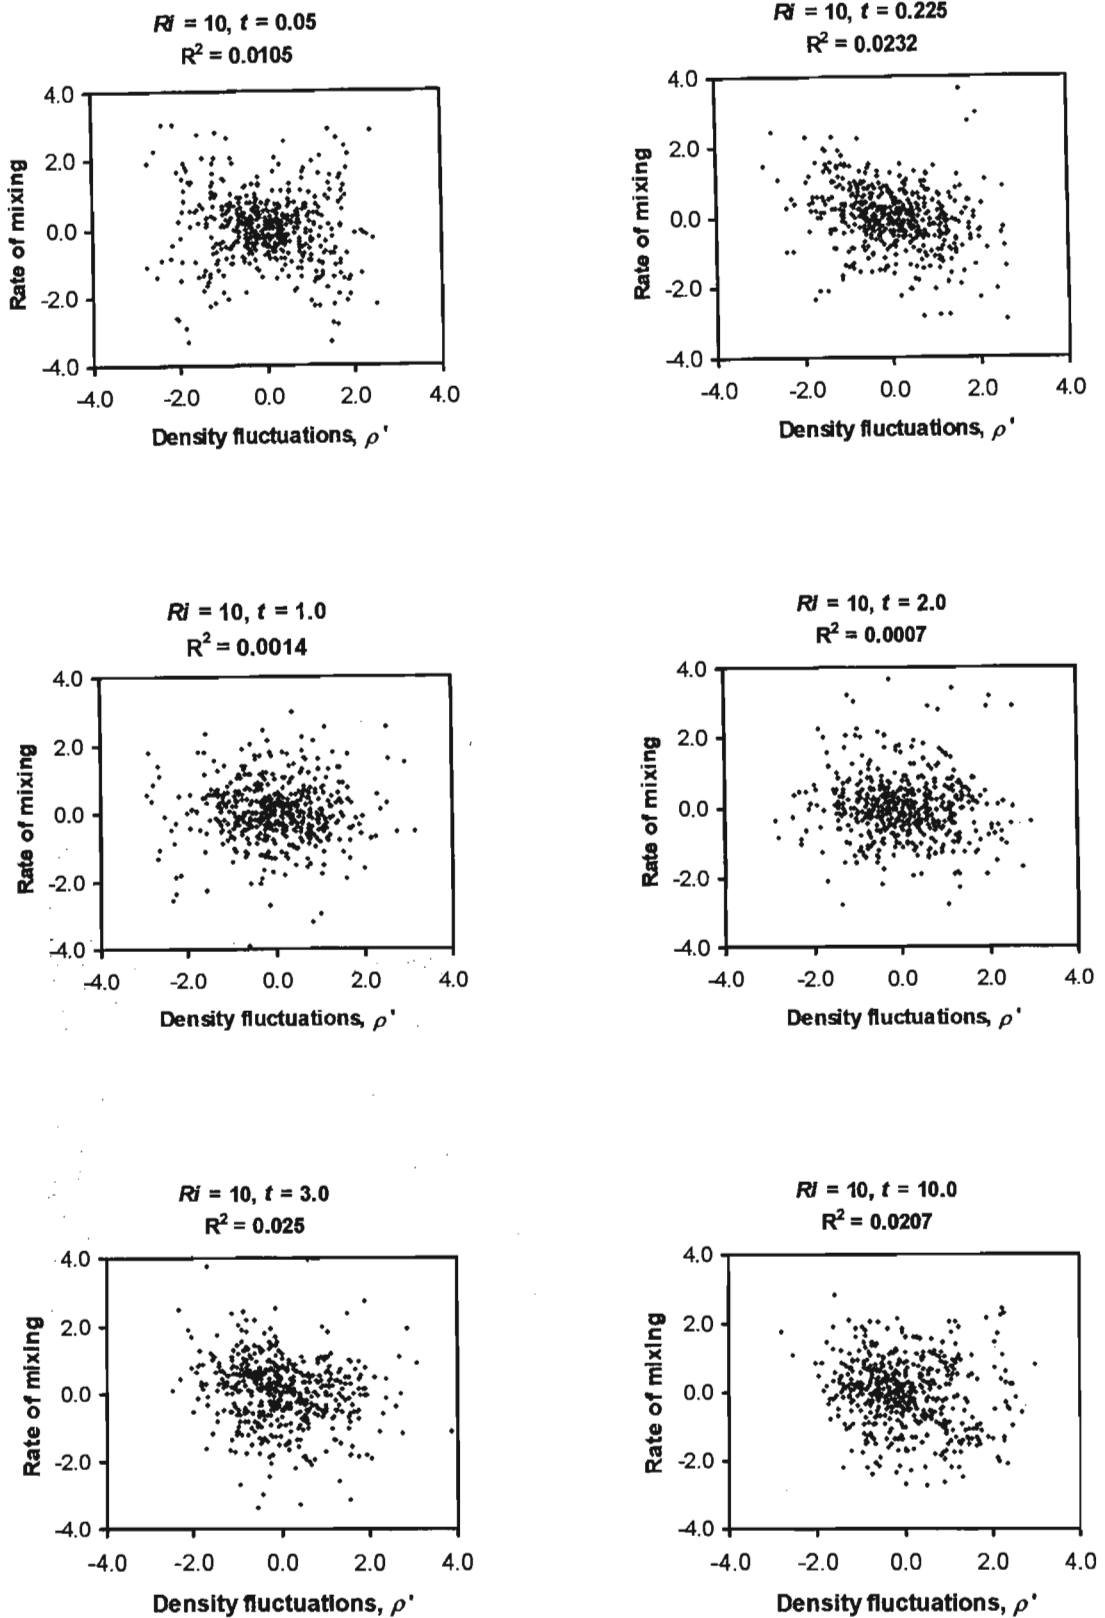 Ri = 10, t = 0.05
R² = 0.0105
4.0
2.0
0.0
-2.0
-4.0
Rate of mixing
-4.0 -2.0 0.0 2.0 4.0
Density fluctuations, ρ'
Ri = 10, t = 0.225
R² = 0.0232
4.0
2.0
0.0
-2.0
-4.0
Rate of mixing
-4.0 -2.0 0.0 2.0 4.0
Density fluctuations, ρ'
Ri = 10, t = 1.0
R² = 0.0014
4.0
2.0
0.0
-2.0
-4.0
Rate of mixing
-4.0 -2.0 0.0 2.0 4.0
Density fluctuations, ρ'
Ri = 10, t = 2.0
R² = 0.0007
4.0
2.0
0.0
-2.0
-4.0
Rate of mixing
-4.0 -2.0 0.0 2.0 4.0
Density fluctuations, ρ'
Ri = 10, t = 3.0
R² = 0.025
4.0
2.0
0.0
-2.0
-4.0
Rate of mixing
-4.0 -2.0 0.0 2.0 4.0
Density fluctuations, ρ'
Ri = 10, t = 10.0
R² = 0.0207
4.0
2.0
0.0
-2.0
-4.0
Rate of mixing
-4.0 -2.0 0.0 2.0 4.0
Density fluctuations, ρ'